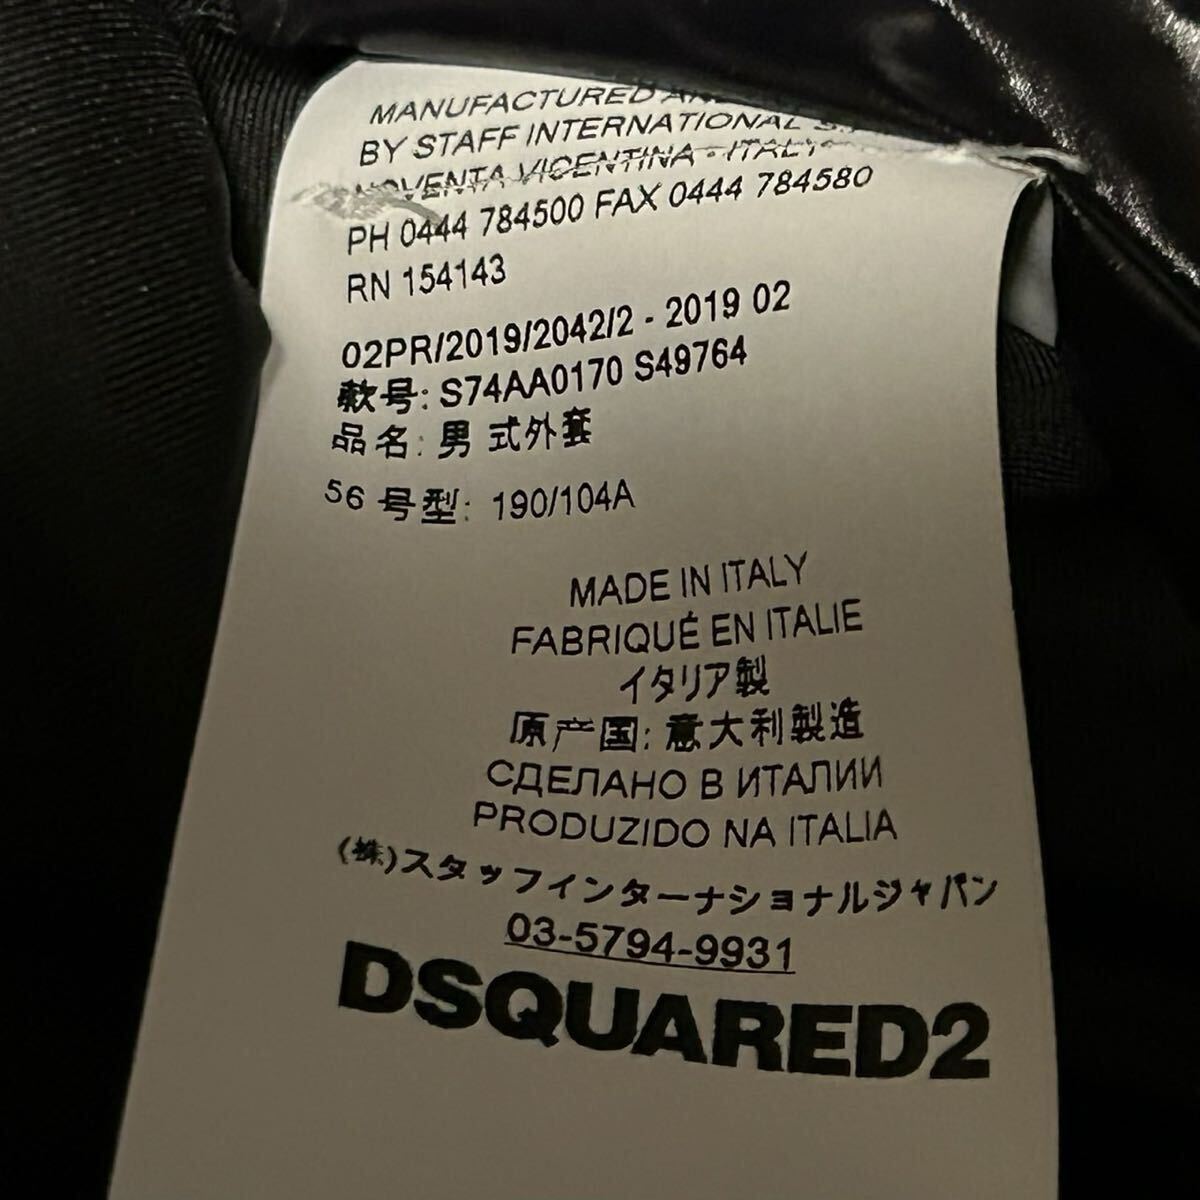 MANUFACTURED
BY STAFF INTERNATIONAL
NOVENTA VICENTINA - ITALY
PH 0444 784500 FAX 0444 784580
RN 154143
02PR/2019/2042/2 - 2019 02
款号: S74AA0170 S49764
品名: 男 式外套
56 号型: 190/104A
MADE IN ITALY
FABRIQUÉ EN ITALIE
イタリア製
原产国: 意大利製造
СДЕЛАНО В ИТАЛИИ
PRODUZIDO NA ITALIA
(株)スタッフインターナショナルジャパン
03-5794-9931
DSQUARED2